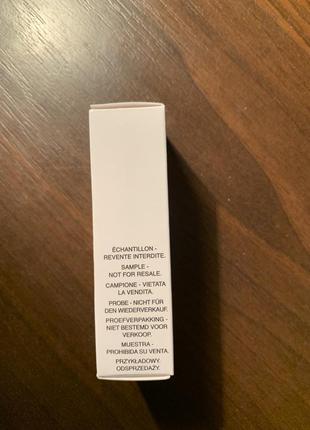 ÉCHANTILLON -
REVENTE INTERDITE.
SAMPLE -
NOT FOR RESALE.
CAMPIONE - VIETATA
LA VENDITA.
PROBE - NICHT FÜR
DEN WIEDERVERKAUF.
PROEFVERPAKKING -
NIET BESTEMD VOOR
VERKOOP.
MUESTRA -
PROHIBIDA SU VENTA.
PRZYKŁADOWY.
ODSPRZEDAŻY.